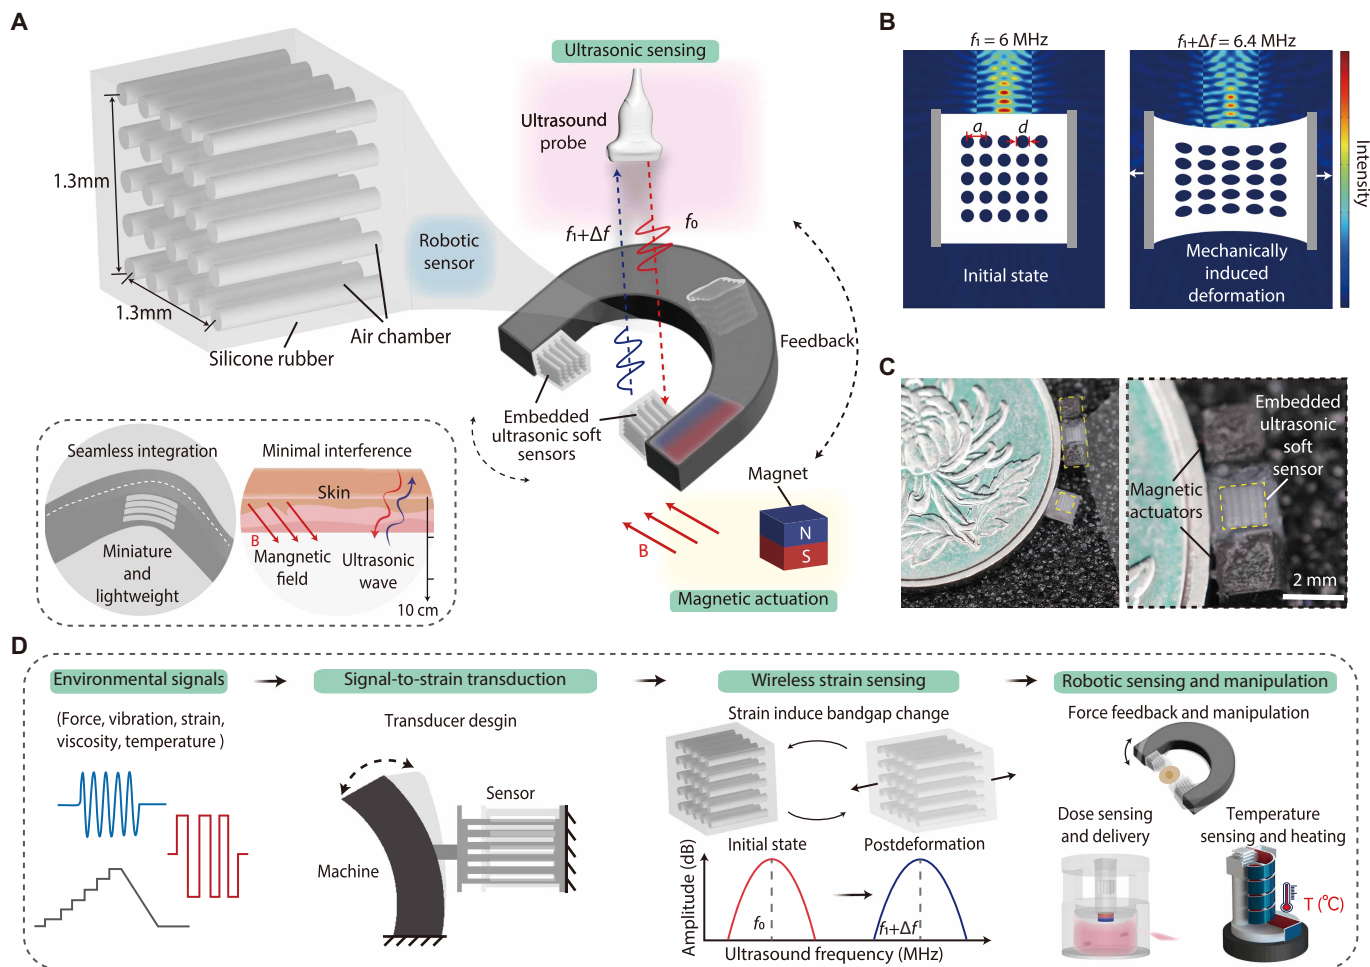 A
Ultrasonic sensing
Ultrasound
probe
1.3mm
1.3mm
Robotic
sensor
f₁+Δf
f₀
Air chamber
Silicone rubber
Feedback
Embedded
ultrasonic soft
sensors
Magnet
N
S
B
Magnetic actuation
Seamless integration
Miniature
and
lightweight
Minimal interference
Skin
B
Mangnetic
field
Ultrasonic
wave
10 cm
B
f₁ = 6 MHz
f₁+Δf = 6.4 MHz
a
d
Initial state
Mechanically
induced
deformation
Intensity
C
Embedded
ultrasonic
soft
sensor
Magnetic
actuators
2 mm
D
Environmental signals
Signal-to-strain transduction
Wireless strain sensing
Robotic sensing and manipulation
(Force, vibration, strain,
viscosity, temperature )
Transducer desgin
Sensor
Machine
Strain induce bandgap change
Initial state
Postdeformation
Amplitude (dB)
f₀
f₁+Δf
Ultrasound frequency (MHz)
Force feedback and manipulation
Dose sensing
and delivery
Temperature
sensing and heating
T (°C)